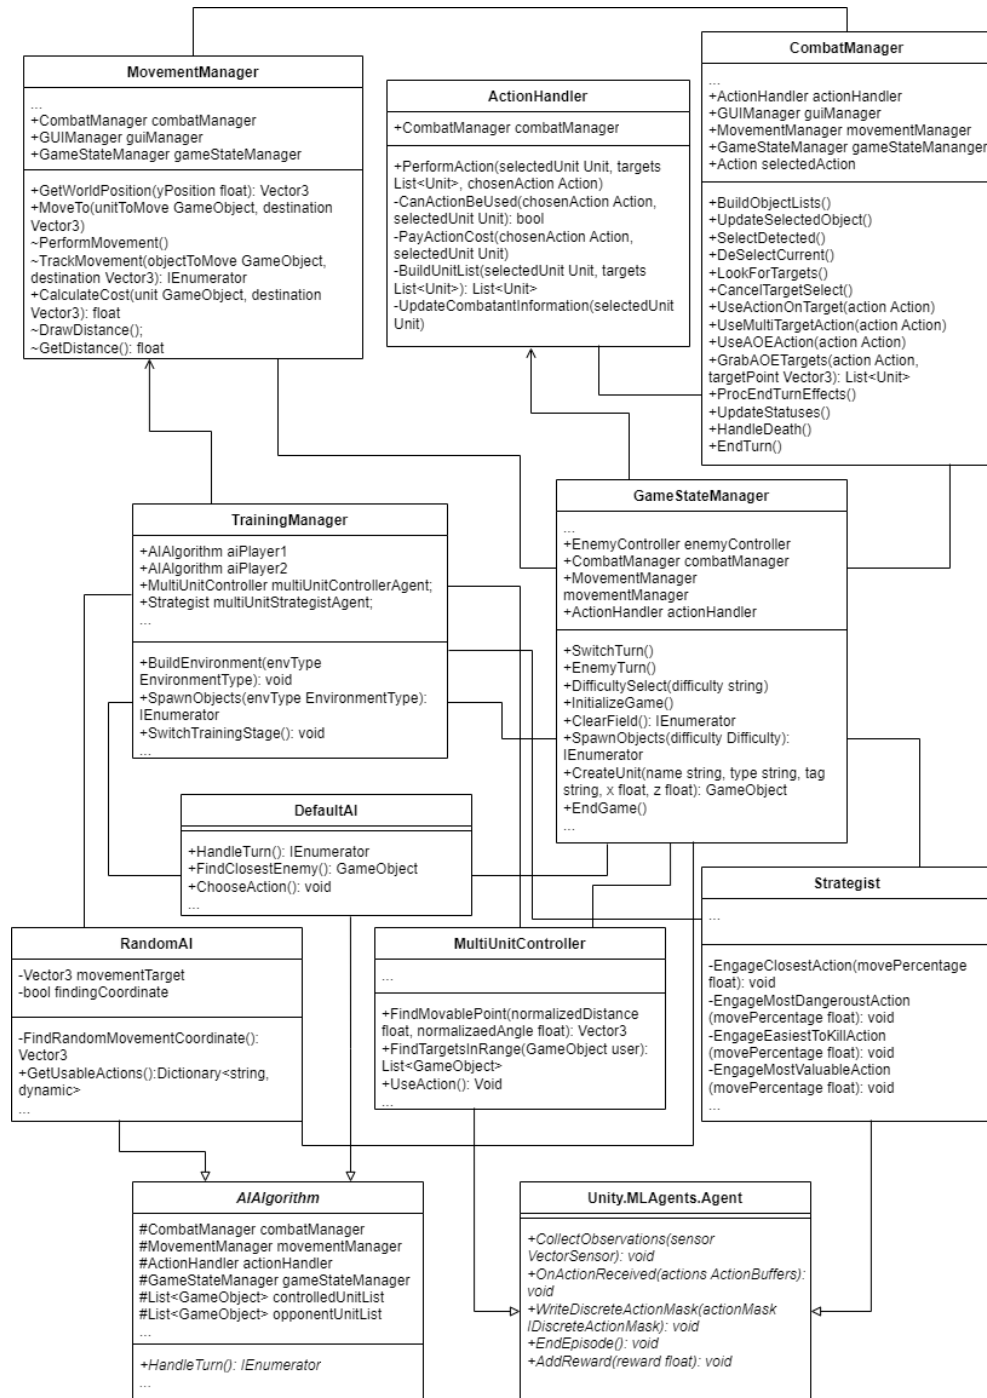 MovementManager
...
+CombatManager combatManager
+GUIManager guiManager
+GameStateManager gameStateManager
+GetWorldPosition(yPosition float): Vector3
+MoveTo(unitToMove GameObject, destination
Vector3)
~PerformMovement()
~TrackMovement(objectToMove GameObject,
destination Vector3): IEnumerator
+CalculateCost(unit GameObject, destination
Vector3): float
~DrawDistance();
~GetDistance(): float
ActionHandler
+CombatManager combatManager
+PerformAction(selectedUnit Unit, targets
List<Unit>, chosenAction Action)
-CanActionBeUsed(chosenAction Action,
selectedUnit Unit): bool
-PayActionCost(chosenAction Action,
selectedUnit Unit)
-BuildUnitList(selectedUnit Unit, targets
List<Unit>): List<Unit>
-UpdateCombatantInformation(selectedUnit
Unit)
CombatManager
...
+ActionHandler actionHandler
+GUIManager guiManager
+MovementManager movementManager
+GameStateManager gameStateMananger
+Action selectedAction
+BuildObjectLists()
+UpdateSelectedObject()
+SelectDetected()
+DeSelectCurrent()
+LookForTargets()
+CancelTargetSelect()
+UseActionOnTarget(action Action)
+UseMultiTargetAction(action Action)
+UseAOEAction(action Action)
+GrabAOETargets(action Action,
targetPoint Vector3): List<Unit>
+ProcEndTurnEffects()
+UpdateStatuses()
+HandleDeath()
+EndTurn()
TrainingManager
+AIAlgorithm aiPlayer1
+AIAlgorithm aiPlayer2
+MultiUnitController multiUnitControllerAgent;
+Strategist multiUnitStrategistAgent;
...
+BuildEnvironment(envType
EnvironmentType): void
+SpawnObjects(envType EnvironmentType):
IEnumerator
+SwitchTrainingStage(): void
...
GameStateManager
...
+EnemyController enemyController
+CombatManager combatManager
+MovementManager
movementManager
+ActionHandler actionHandler
+SwitchTurn()
+EnemyTurn()
+DifficultySelect(difficulty string)
+InitializeGame()
+ClearField(): IEnumerator
+SpawnObjects(difficulty Difficulty):
IEnumerator
+CreateUnit(name string, type string, tag
string, x float, z float): GameObject
+EndGame()
...
DefaultAI
+HandleTurn(): IEnumerator
+FindClosestEnemy(): GameObject
+ChooseAction(): void
...
RandomAI
-Vector3 movementTarget
-bool findingCoordinate
-FindRandomMovementCoordinate():
Vector3
+GetUsableActions():Dictionary<string,
dynamic>
...
MultiUnitController
...
+FindMovablePoint(normalizedDistance
float, normalizaedAngle float): Vector3
+FindTargetsInRange(GameObject user):
List<GameObject>
+UseAction(): Void
...
Strategist
...
-EngageClosestAction(movePercentage
float): void
-EngageMostDangeroustAction
(movePercentage float): void
-EngageEasiestToKillAction
(movePercentage float): void
-EngageMostValuableAction
(movePercentage float): void
...
AIAlgorithm
#CombatManager combatManager
#MovementManager movementManager
#ActionHandler actionHandler
#GameStateManager gameStateManager
#List<GameObject> controlledUnitList
#List<GameObject> opponentUnitList
...
+HandleTurn(): IEnumerator
...
Unity.MLAgents.Agent
+CollectObservations(sensor
VectorSensor): void
+OnActionReceived(actions ActionBuffers):
void
+WriteDiscreteActionMask(actionMask
IDiscreteActionMask): void
+EndEpisode(): void
+AddReward(reward float): void